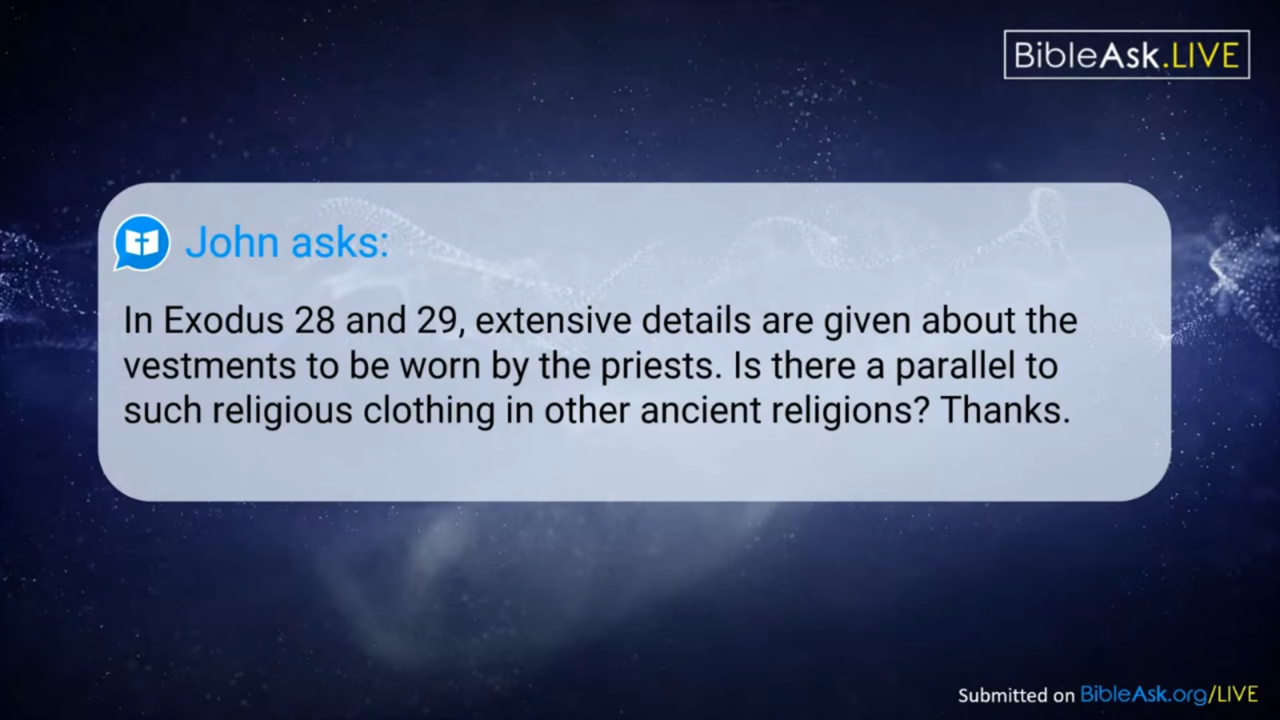 BibleAsk.LIVE
John asks:
In Exodus 28 and 29, extensive details are given about the
vestments to be worn by the priests. Is there a parallel to
such religious clothing in other ancient religions? Thanks.
Submitted on BibleAsk.org/LIVE